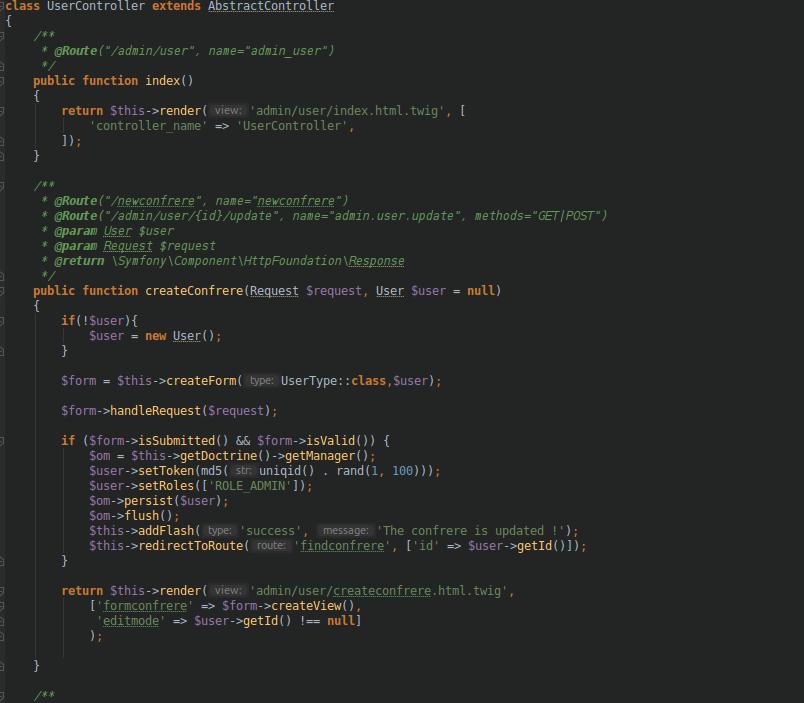 class UserController extends AbstractController
{
/**
* @Route("/admin/user", name="admin_user")
*/
public function index()
{
return $this->render( view: 'admin/user/index.html.twig', [
'controller_name' => 'UserController',
]);
}
/**
* @Route("/newconfrere", name="newconfrere")
* @Route("/admin/user/{id}/update", name="admin.user.update", methods="GET|POST")
* @param User $user
* @param Request $request
* @return \Symfony\Component\HttpFoundation\Response
*/
public function createConfrere(Request $request, User $user = null)
{
if(!$user){
$user = new User();
}
$form = $this->createForm( type: UserType::class,$user);
$form->handleRequest($request);
if ($form->isSubmitted() && $form->isValid()) {
$om = $this->getDoctrine()->getManager();
$user->setToken(md5( str: uniqid() . rand(1, 100)));
$user->setRoles(['ROLE_ADMIN']);
$om->persist($user);
$om->flush();
$this->addFlash( type: 'success', message: 'The confrere is updated !');
$this->redirectToRoute( route: 'findconfrere', ['id' => $user->getId()]);
}
return $this->render( view: 'admin/user/createconfrere.html.twig',
['formconfrere' => $form->createView(),
'editmode' => $user->getId() !== null]
);
}
/**